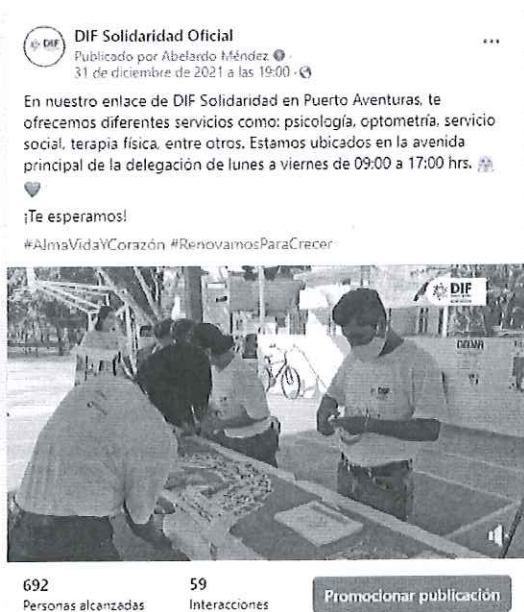 DIF
DIF Solidaridad Oficial
Publicado por Abelardo Méndez
31 de diciembre de 2021 a las 19:00 ·
En nuestro enlace de DIF Solidaridad en Puerto Aventuras, te
ofrecemos diferentes servicios como: psicología, optometría, servicio
social, terapia física, entre otros. Estamos ubicados en la avenida
principal de la delegación de lunes a viernes de 09:00 a 17:00 hrs.
¡Te esperamos!
#AlmaVidaYCorazón #RenovamosParaCrecer
DIF
692
Personas alcanzadas
59
Interacciones
Promocionar publicación